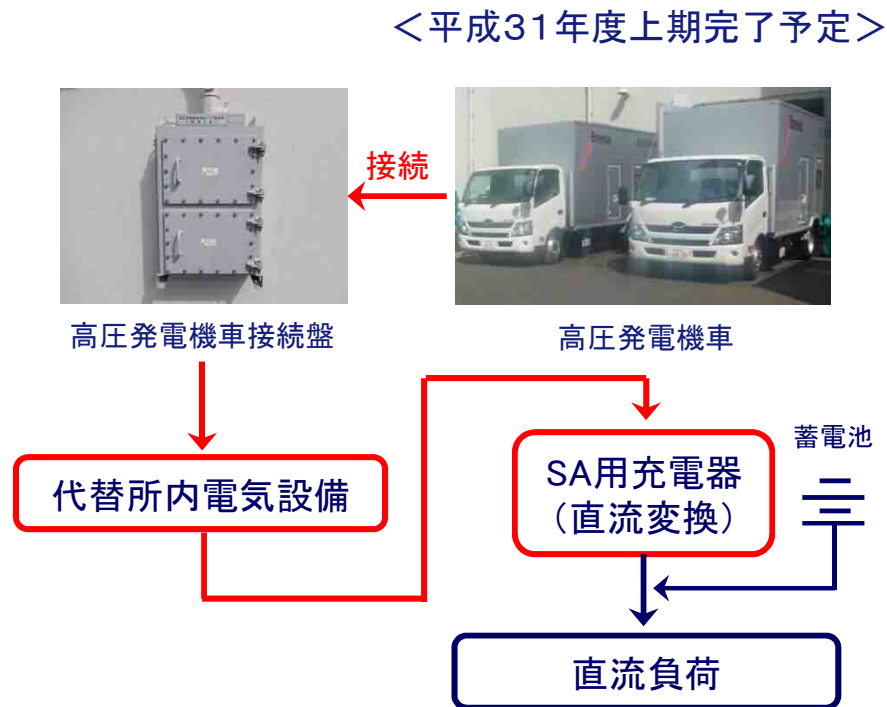 ＜平成３１年度上期完了予定＞
接続
高圧発電機車接続盤
高圧発電機車
代替所内電気設備
SA用充電器
（直流変換）
蓄電池
直流負荷